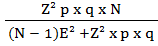 Z² p x q x N
(N – 1)E² +Z² x p x q